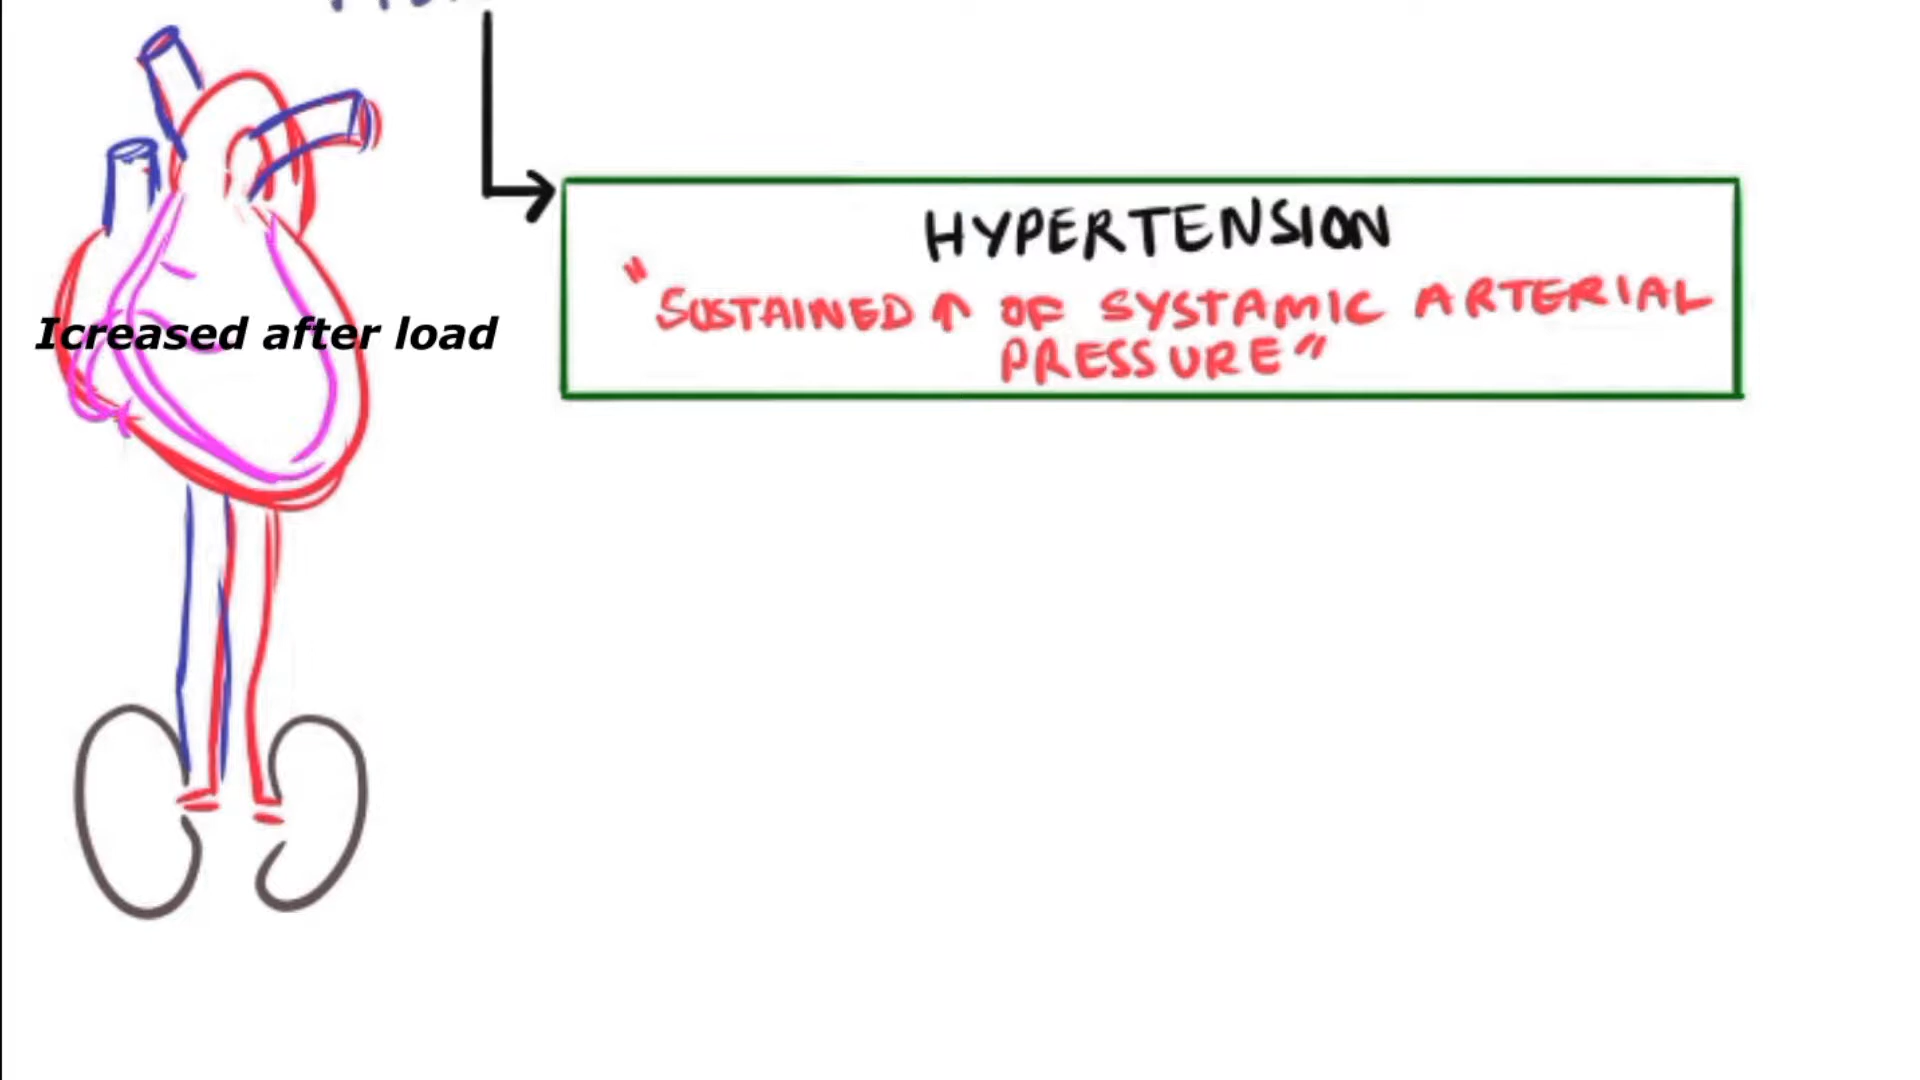 HYPERTENSION
"SUSTAINED ↑ OF SYSTAMIC ARTERIAL
PRESSURE"
Icreased after load